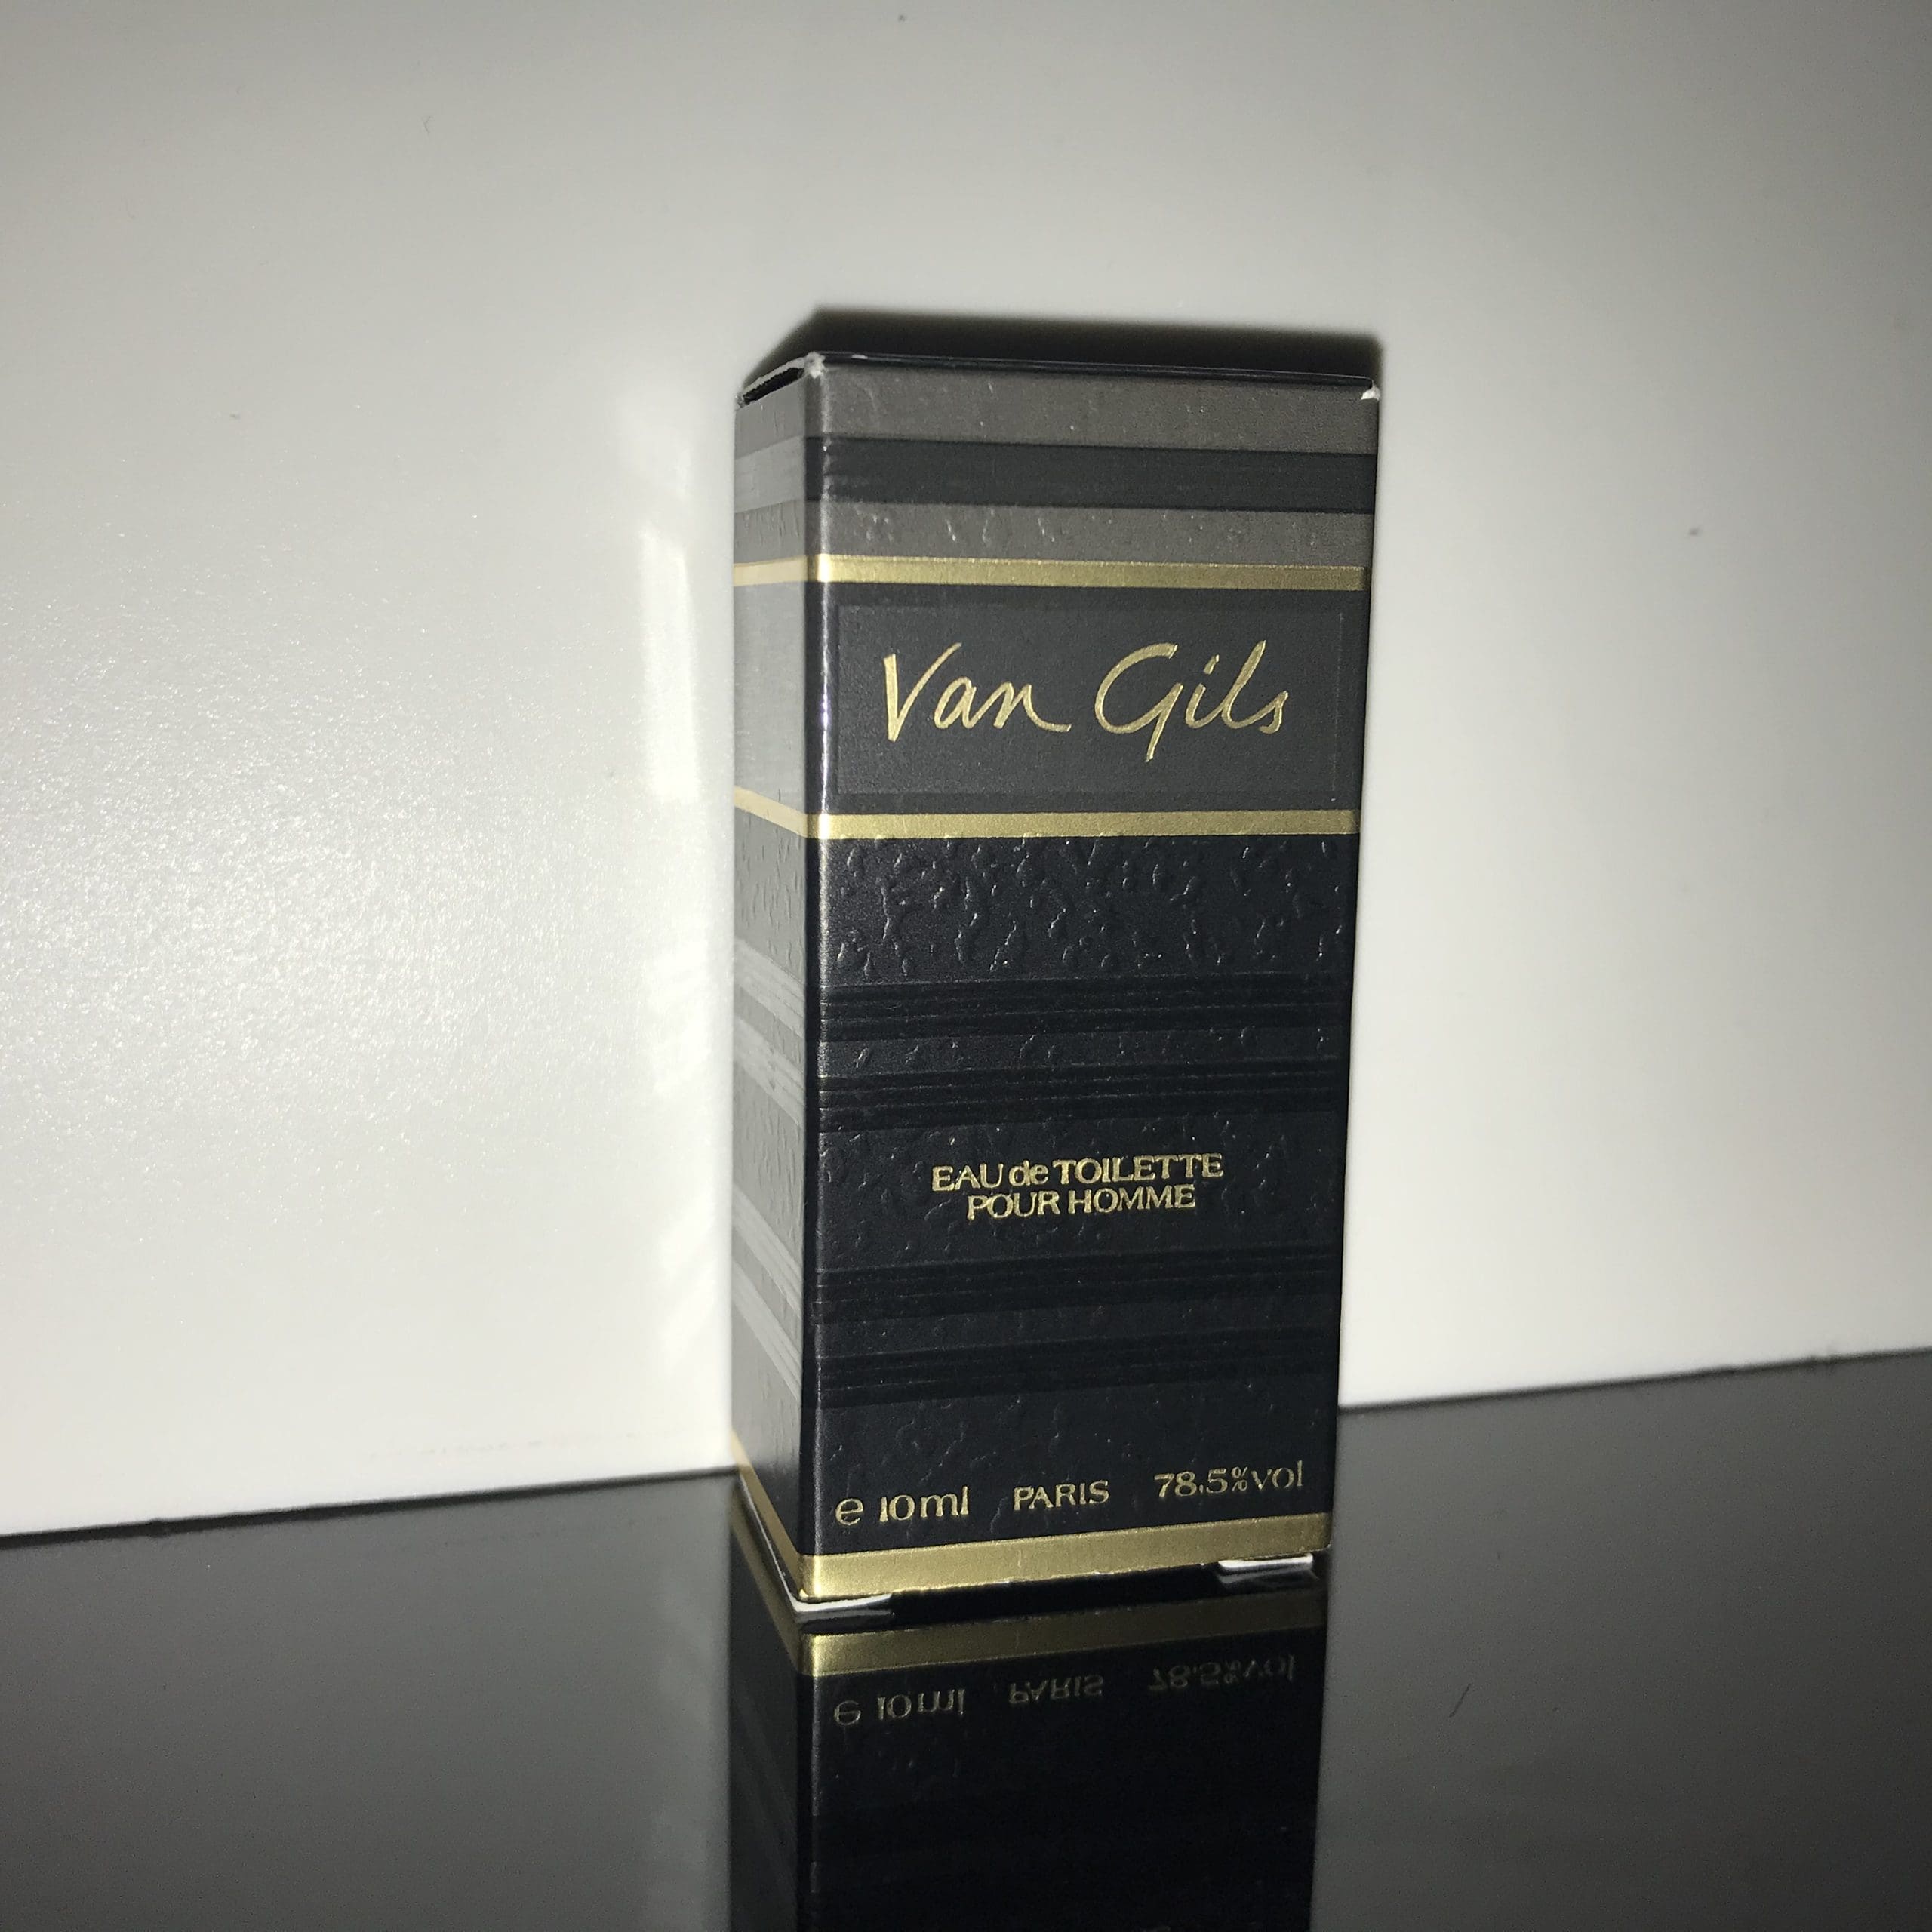 Van Gils
EAU de TOILETTE
POUR HOMME
e 10ml PARIS 78.5%vol